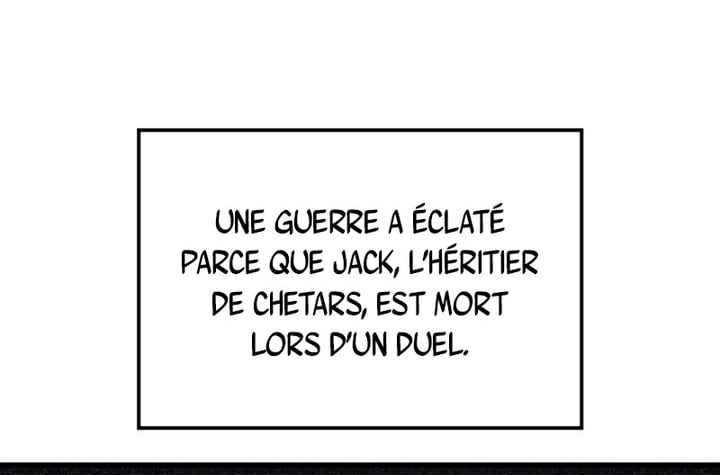 UNE GUERRE A ÉCLATÉ
PARCE QUE JACK, L'HÉRITIER
DE CHETARS, EST MORT
LORS D'UN DUEL.